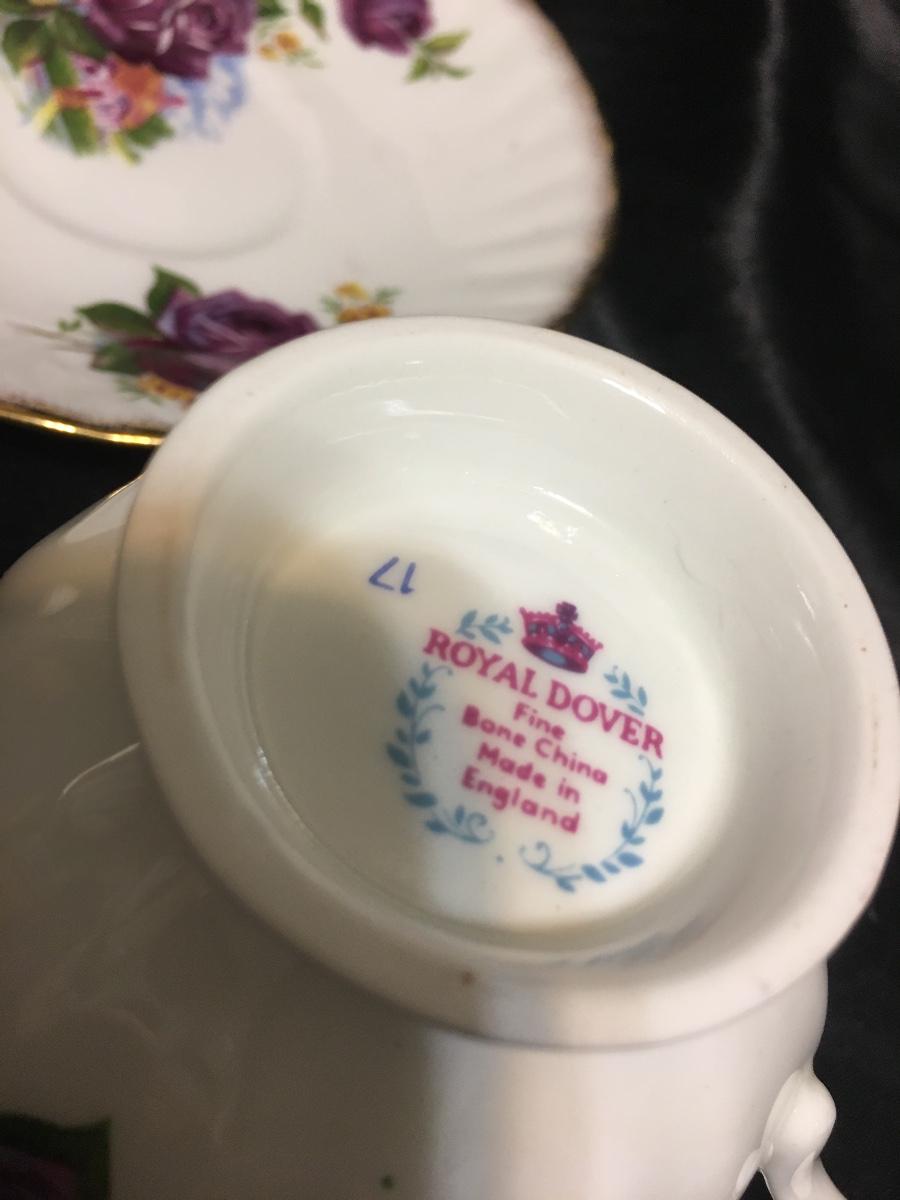 17
ROYAL DOVER
Fine
Bone China
Made in
England